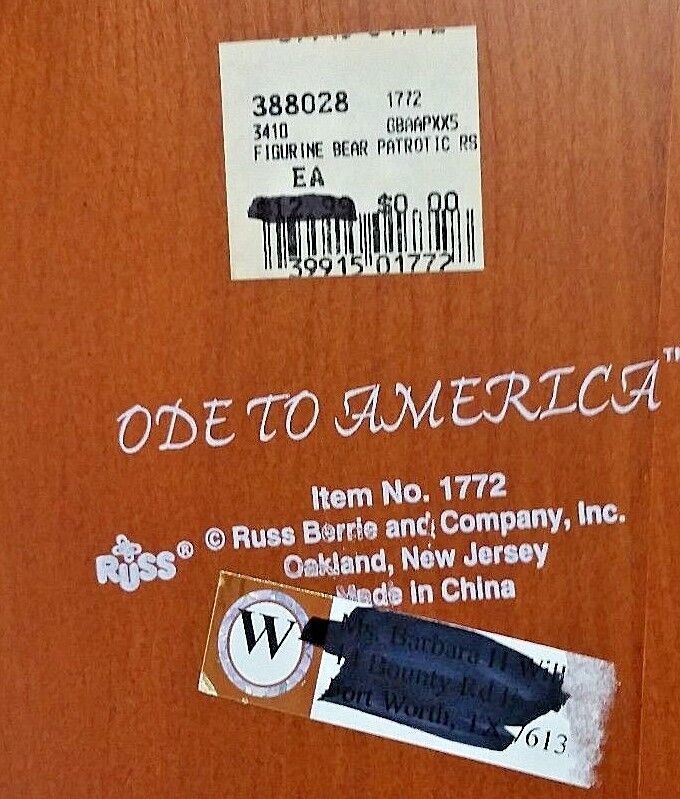 388028 1772
3410 GBAAPXX5
FIGURINE BEAR PATROTIC RS
EA
$0.00
39915 01772
ODE TO AMERICA™
Item No. 1772
© Russ Berrie and Company, Inc.
RUSS®
Oakland, New Jersey
Made in China
W
7613